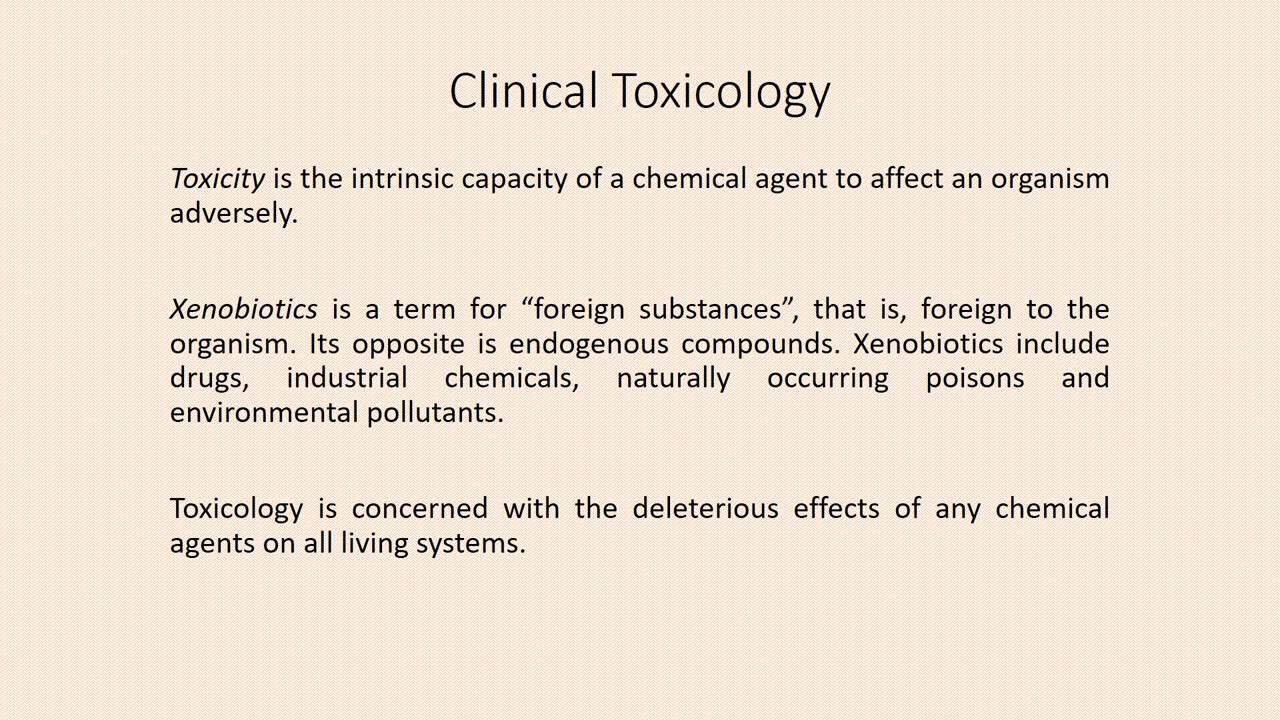 Clinical Toxicology
Toxicity is the intrinsic capacity of a chemical agent to affect an organism
adversely.
Xenobiotics is a term for “foreign substances”, that is, foreign to the
organism. Its opposite is endogenous compounds. Xenobiotics include
drugs, industrial chemicals, naturally occurring poisons and
environmental pollutants.
Toxicology is concerned with the deleterious effects of any chemical
agents on all living systems.